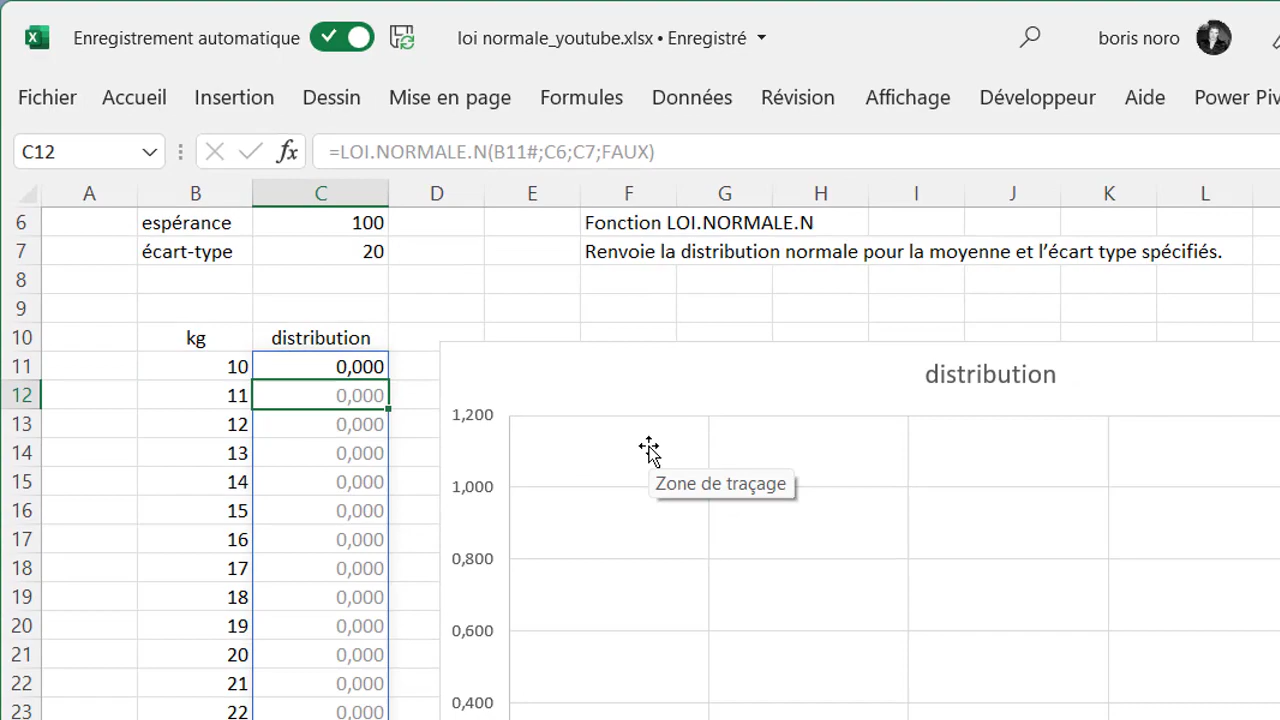 Enregistrement automatique loi normale_youtube.xlsx • Enregistré boris noro
Fichier Accueil Insertion Dessin Mise en page Formules Données Révision Affichage Développeur Aide Power Piv
C12 fx =LOI.NORMALE.N(B11#;C6;C7;FAUX)
A B C D E F G H I J K L
6 espérance 100 Fonction LOI.NORMALE.N
7 écart-type 20 Renvoie la distribution normale pour la moyenne et l’écart type spécifiés.
8
9
10 kg distribution
11 10 0,000
distribution
12 11 0,000
1,200
13 12 0,000
14 13 0,000
Zone de traçage
15 14 0,000
1,000
16 15 0,000
17 16 0,000
0,800
18 17 0,000
19 18 0,000
20 19 0,000
0,600
21 20 0,000
22 21 0,000
0,400
23 22 0,000